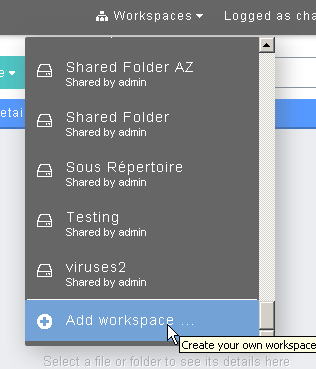 Workspaces
Logged as cha
e
etai
Shared Folder AZ
Shared by admin
Shared Folder
Shared by admin
Sous Répertoire
Shared by admin
Testing
Shared by admin
viruses2
Shared by admin
Add workspace ...
Create your own workspace
Select a file or folder to see its details here